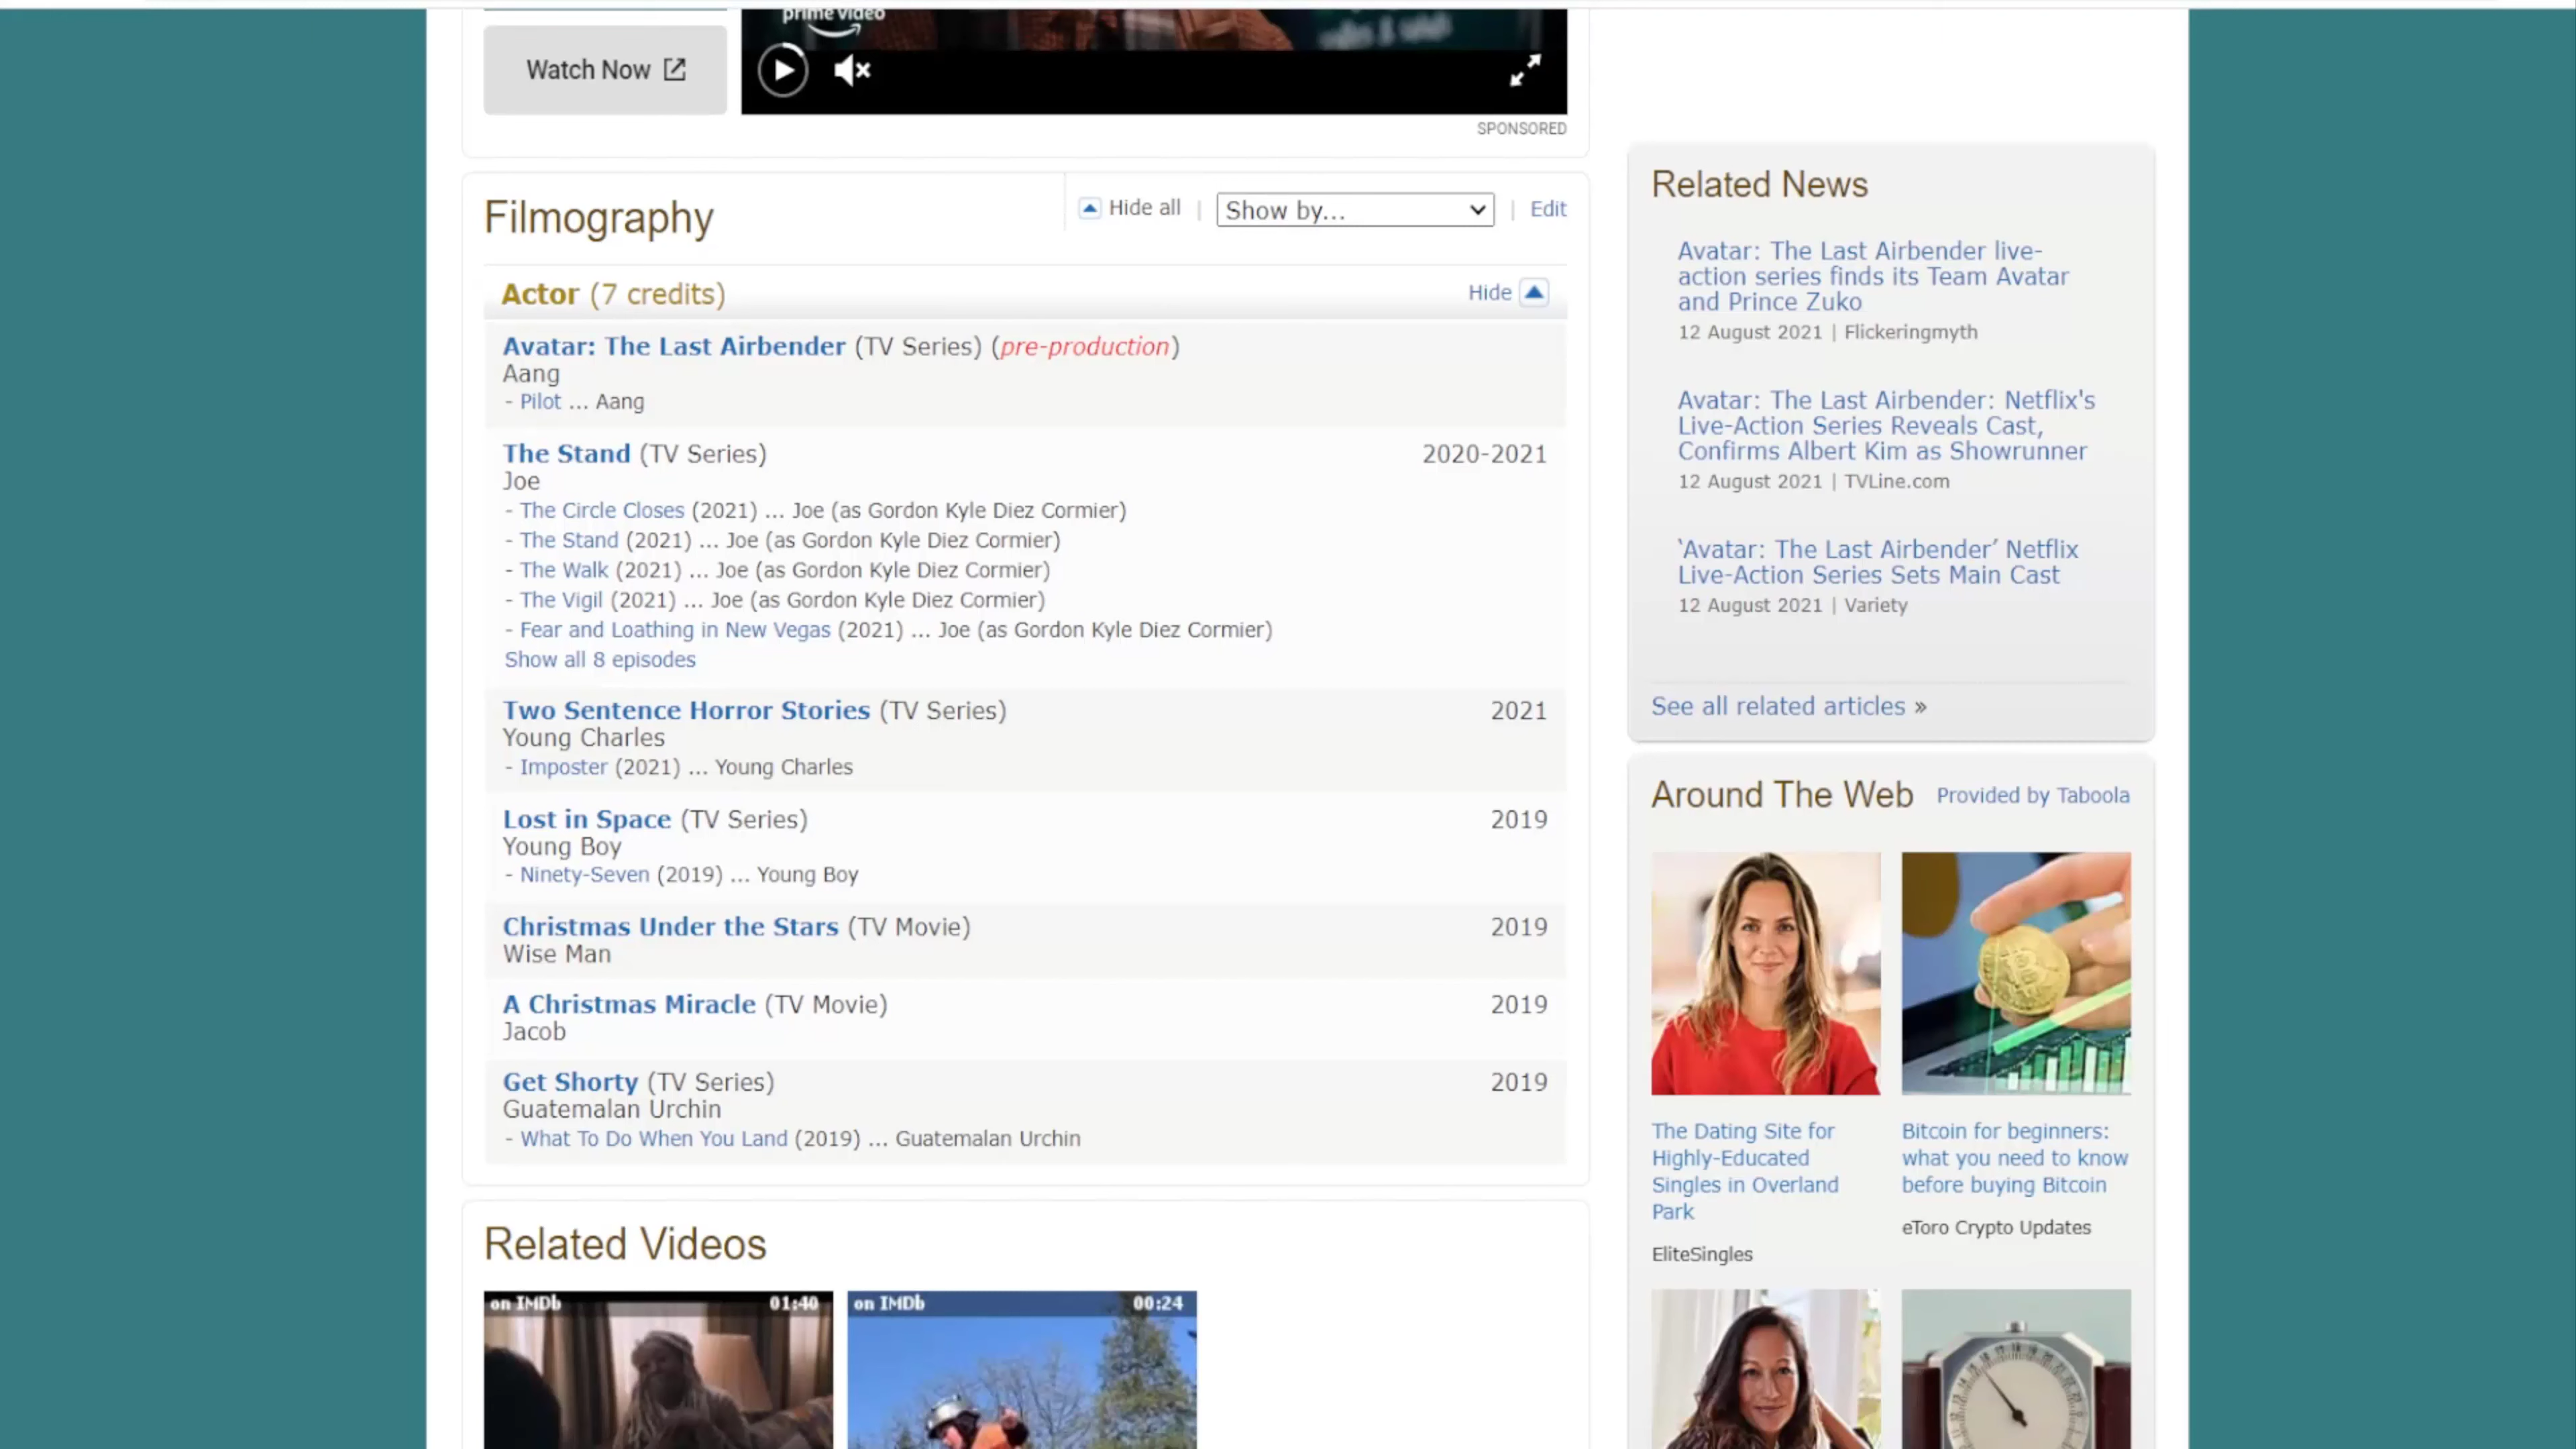 prime video
Watch Now
SPONSORED
Filmography
Hide all | Show by... | Edit
Actor (7 credits)
Hide
Avatar: The Last Airbender (TV Series) (pre-production)
Aang
- Pilot ... Aang
The Stand (TV Series) 2020-2021
Joe
- The Circle Closes (2021) ... Joe (as Gordon Kyle Diez Cormier)
- The Stand (2021) ... Joe (as Gordon Kyle Diez Cormier)
- The Walk (2021) ... Joe (as Gordon Kyle Diez Cormier)
- The Vigil (2021) ... Joe (as Gordon Kyle Diez Cormier)
- Fear and Loathing in New Vegas (2021) ... Joe (as Gordon Kyle Diez Cormier)
Show all 8 episodes
Two Sentence Horror Stories (TV Series) 2021
Young Charles
- Imposter (2021) ... Young Charles
Lost in Space (TV Series) 2019
Young Boy
- Ninety-Seven (2019) ... Young Boy
Christmas Under the Stars (TV Movie) 2019
Wise Man
A Christmas Miracle (TV Movie) 2019
Jacob
Get Shorty (TV Series) 2019
Guatemalan Urchin
- What To Do When You Land (2019) ... Guatemalan Urchin
Related Videos
on IMDb 01:40
on IMDb 00:24
Related News
Avatar: The Last Airbender live-
action series finds its Team Avatar
and Prince Zuko
12 August 2021 | Flickeringmyth
Avatar: The Last Airbender: Netflix's
Live-Action Series Reveals Cast,
Confirms Albert Kim as Showrunner
12 August 2021 | TVLine.com
‘Avatar: The Last Airbender’ Netflix
Live-Action Series Sets Main Cast
12 August 2021 | Variety
See all related articles »
Around The Web
Provided by Taboola
The Dating Site for
Highly-Educated
Singles in Overland
Park
EliteSingles
Bitcoin for beginners:
what you need to know
before buying Bitcoin
eToro Crypto Updates